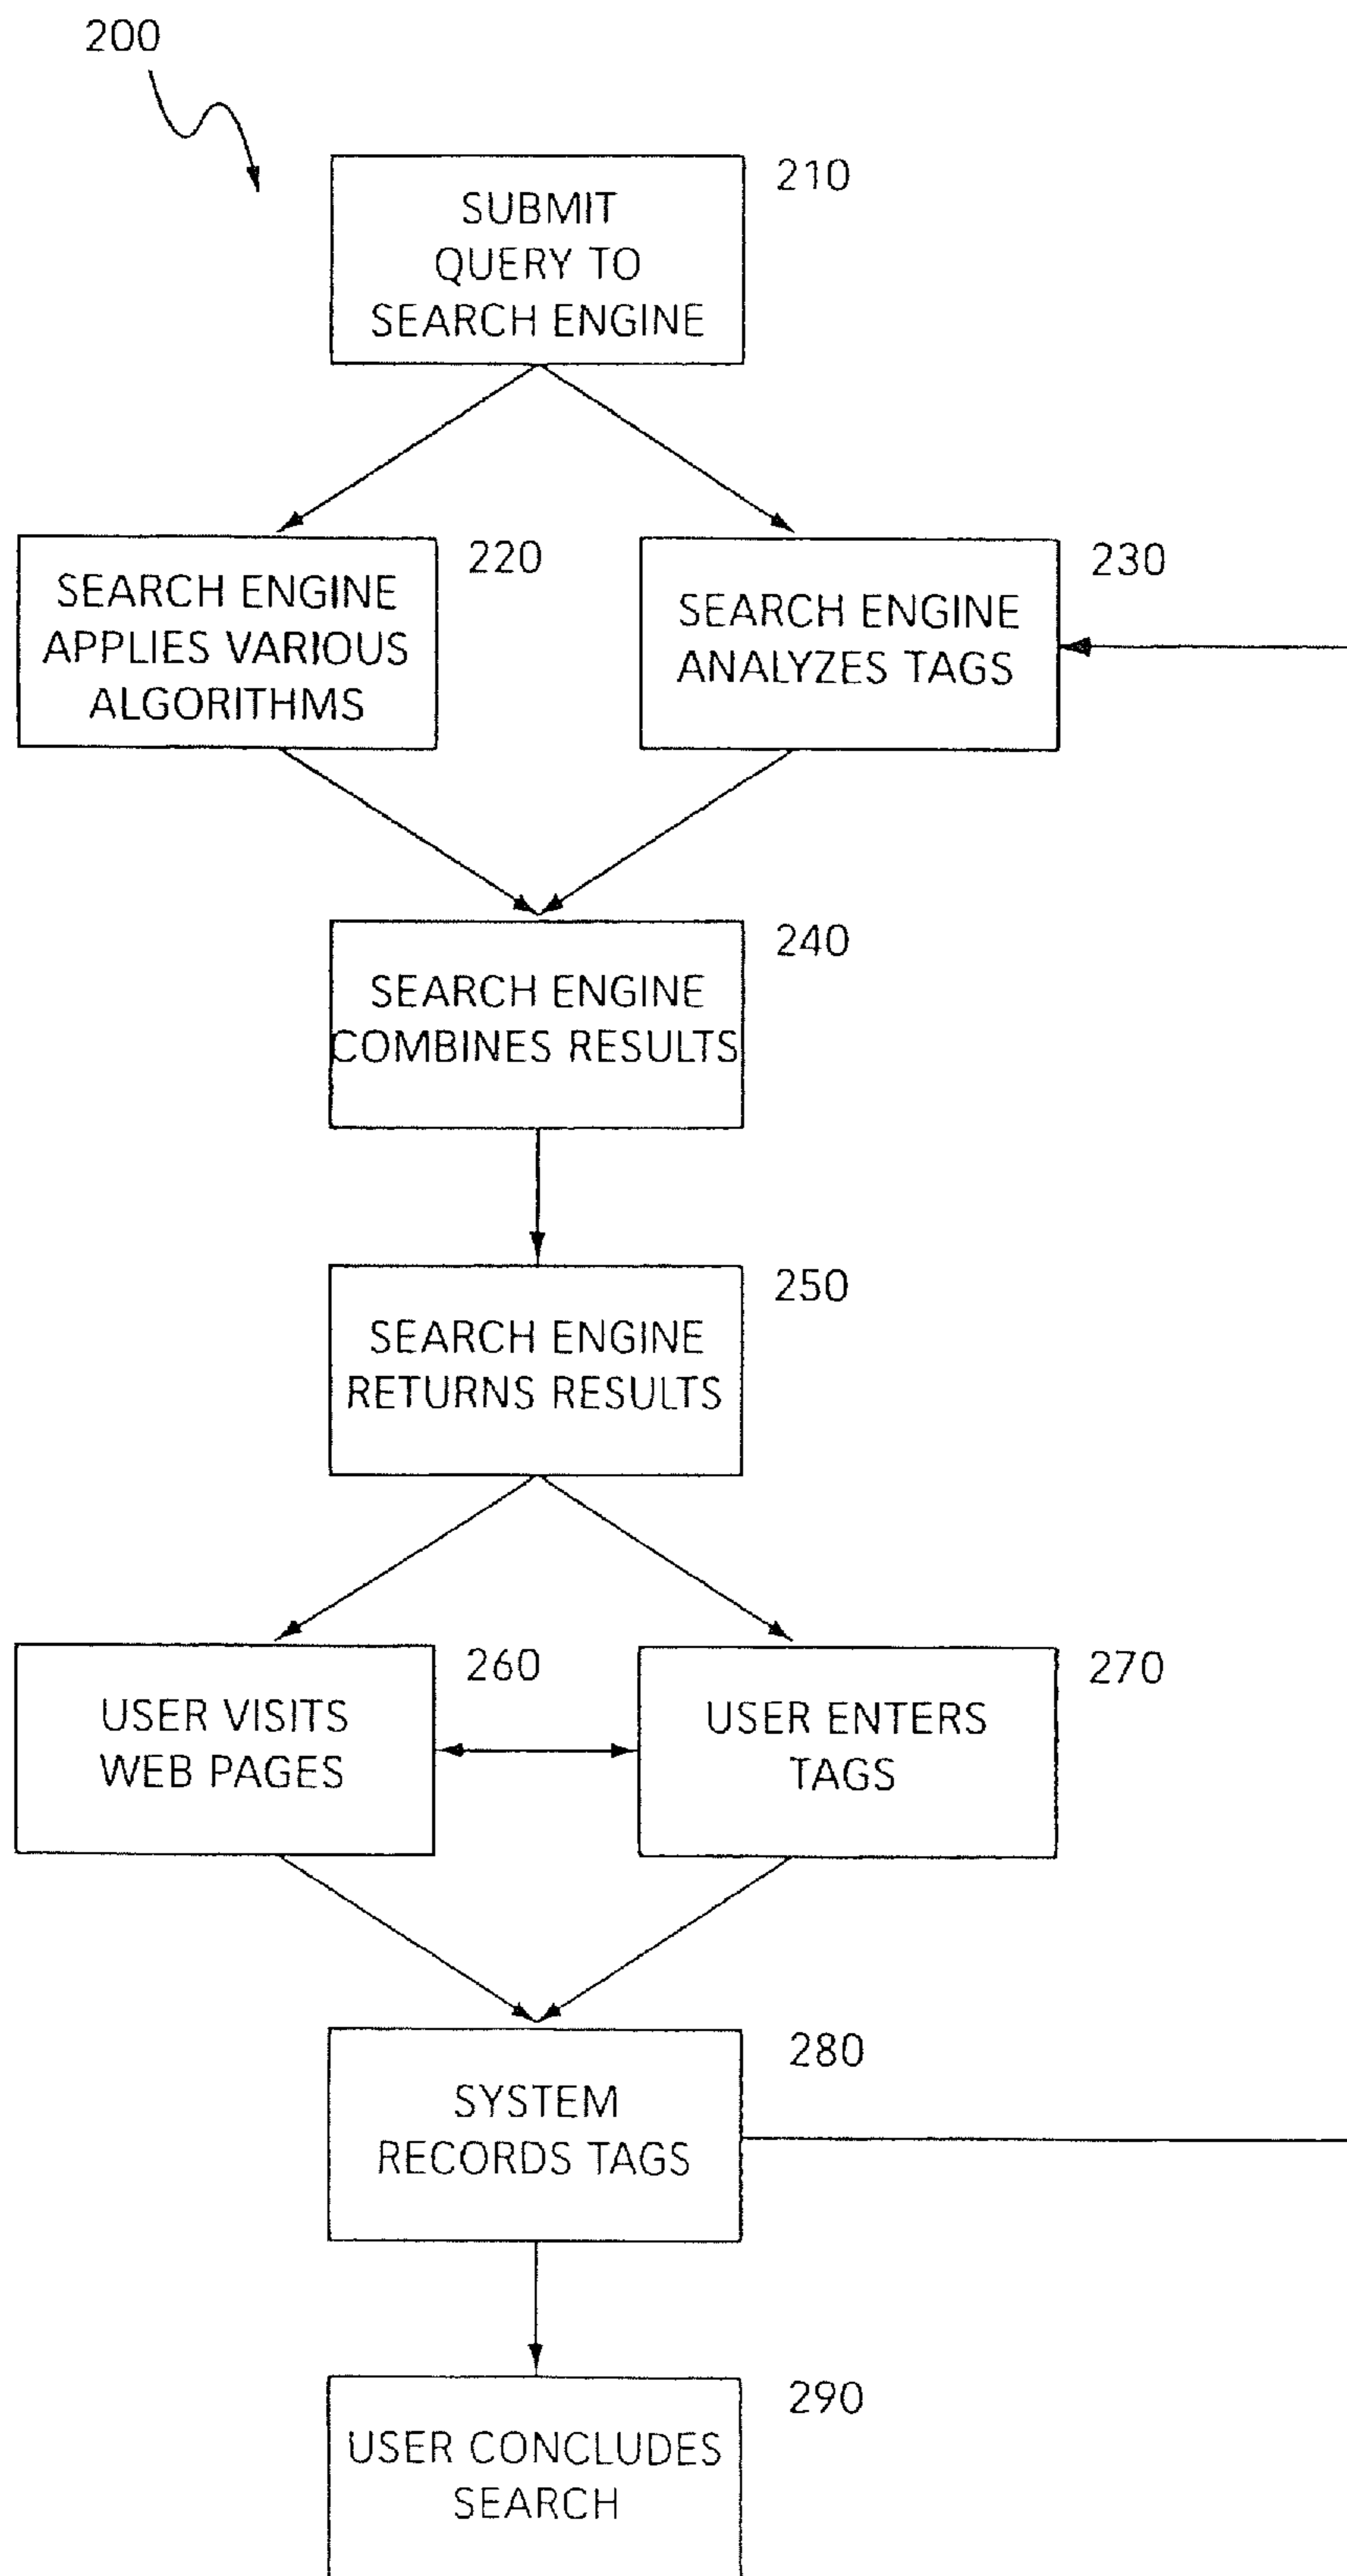 200
210
SUBMIT
QUERY TO
SEARCH ENGINE
220
SEARCH ENGINE
APPLIES VARIOUS
ALGORITHMS
230
SEARCH ENGINE
ANALYZES TAGS
240
SEARCH ENGINE
COMBINES RESULTS
250
SEARCH ENGINE
RETURNS RESULTS
260
USER VISITS
WEB PAGES
270
USER ENTERS
TAGS
280
SYSTEM
RECORDS TAGS
290
USER CONCLUDES
SEARCH